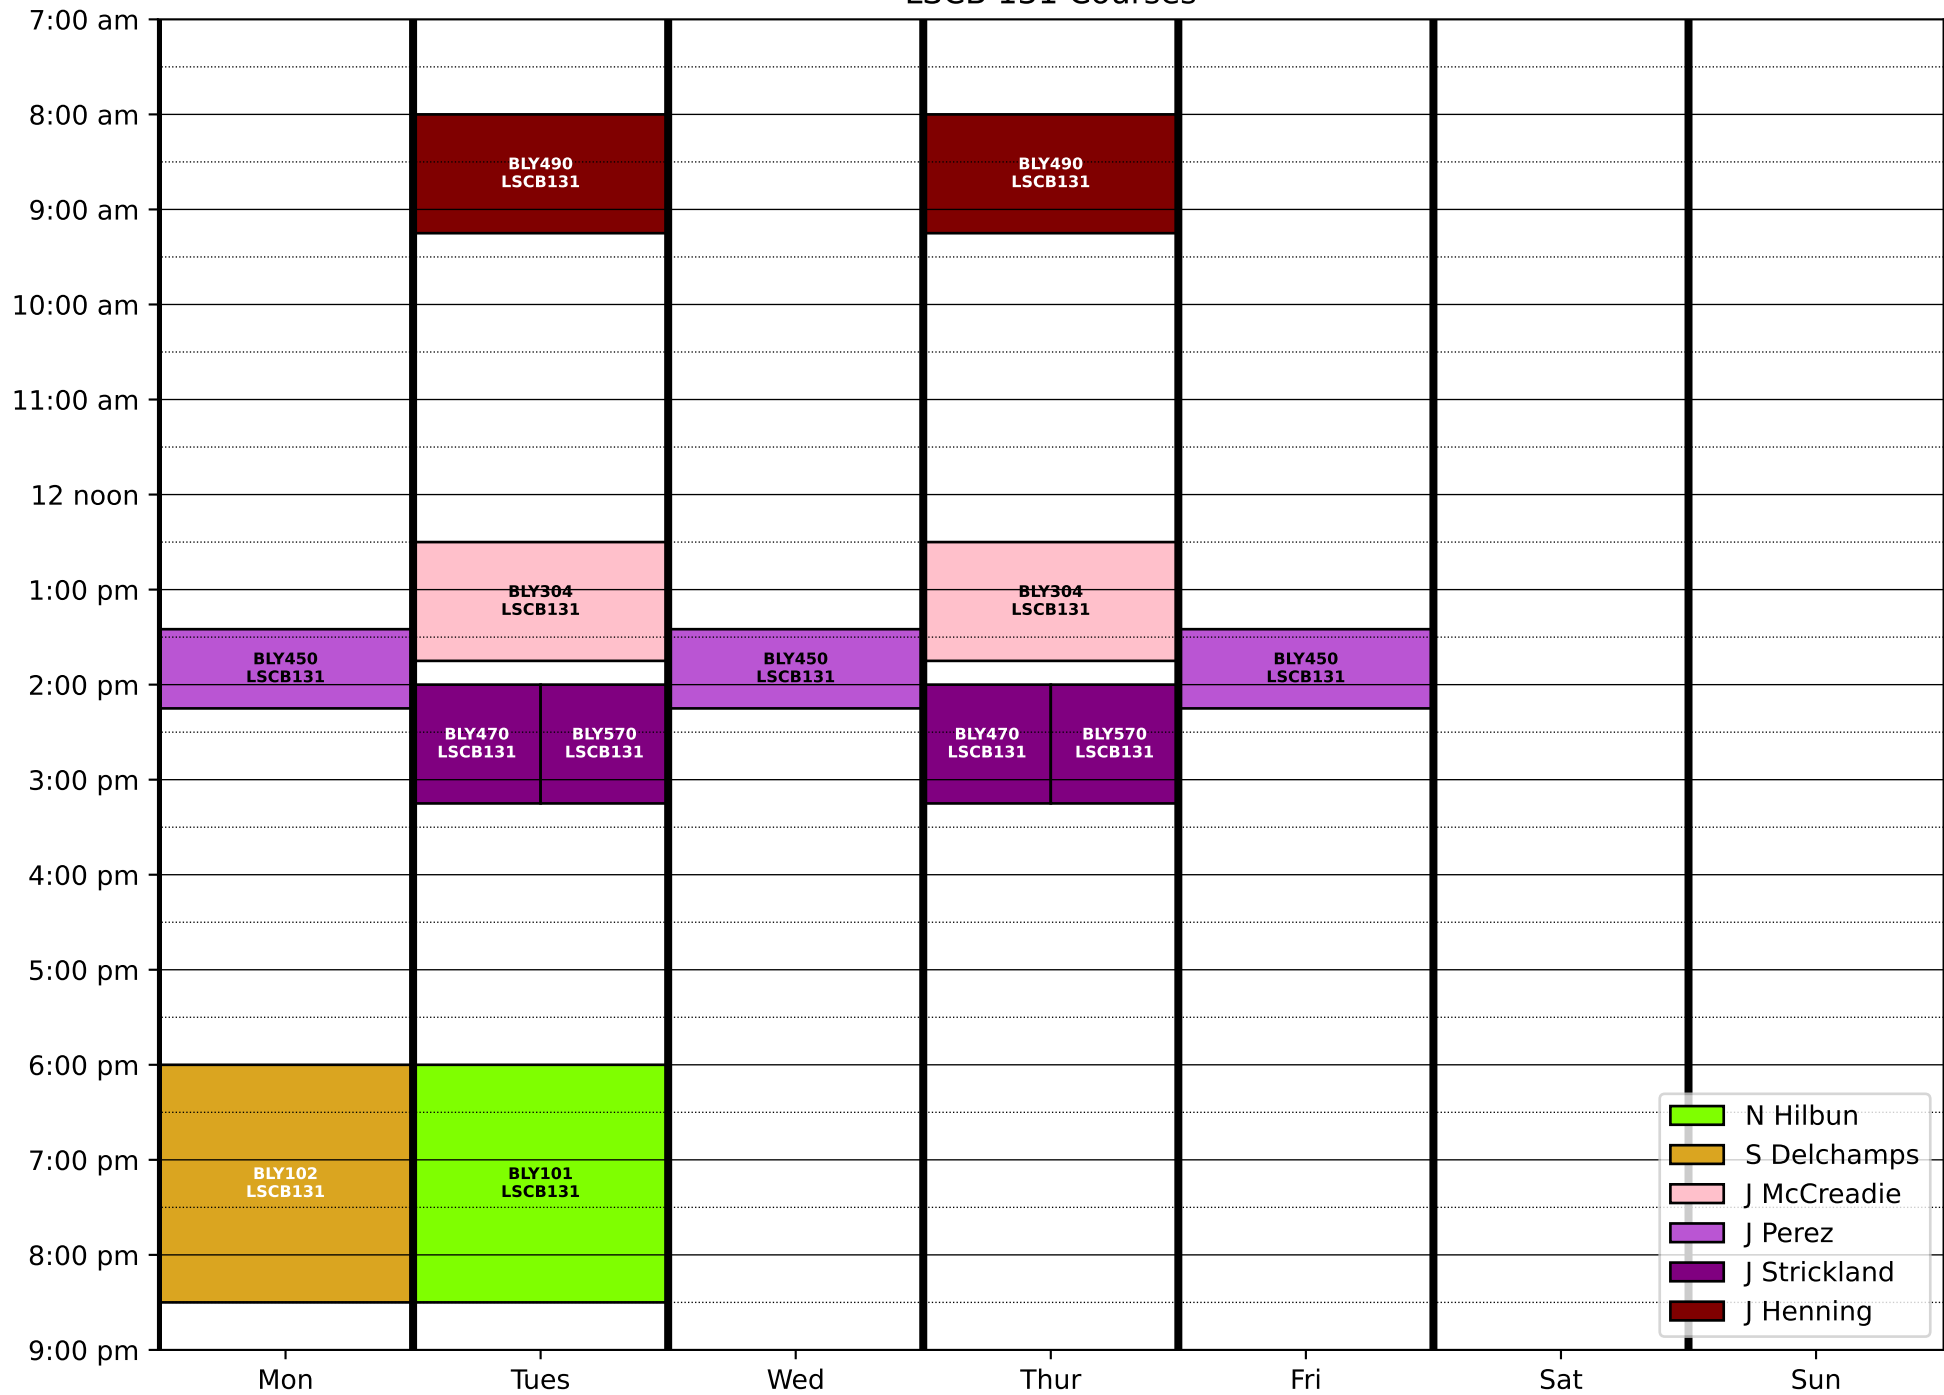 LSCB 131 Courses
7:00 am
8:00 am
BLY490
LSCB131
BLY490
LSCB131
9:00 am
10:00 am
11:00 am
12 noon
1:00 pm
BLY304
LSCB131
BLY304
LSCB131
BLY450
LSCB131
BLY450
LSCB131
BLY450
LSCB131
2:00 pm
BLY470
LSCB131
BLY570
LSCB131
BLY470
LSCB131
BLY570
LSCB131
3:00 pm
4:00 pm
5:00 pm
6:00 pm
7:00 pm
BLY102
LSCB131
BLY101
LSCB131
8:00 pm
9:00 pm
N Hilbun
S Delchamps
J McCreadie
J Perez
J Strickland
J Henning
Mon Tues Wed Thur Fri Sat Sun